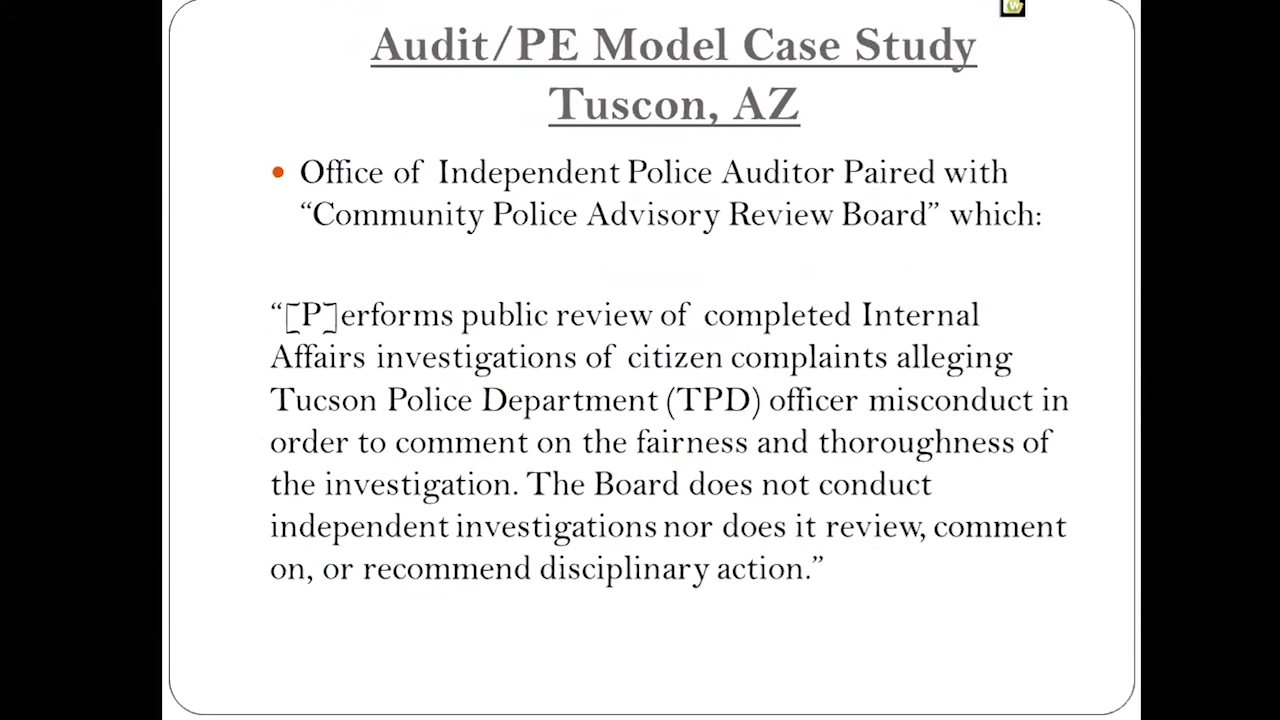 Audit/PE Model Case Study
Tuscon, AZ
• Office of Independent Police Auditor Paired with
“Community Police Advisory Review Board” which:
“[P]erforms public review of completed Internal
Affairs investigations of citizen complaints alleging
Tucson Police Department (TPD) officer misconduct in
order to comment on the fairness and thoroughness of
the investigation. The Board does not conduct
independent investigations nor does it review, comment
on, or recommend disciplinary action.”